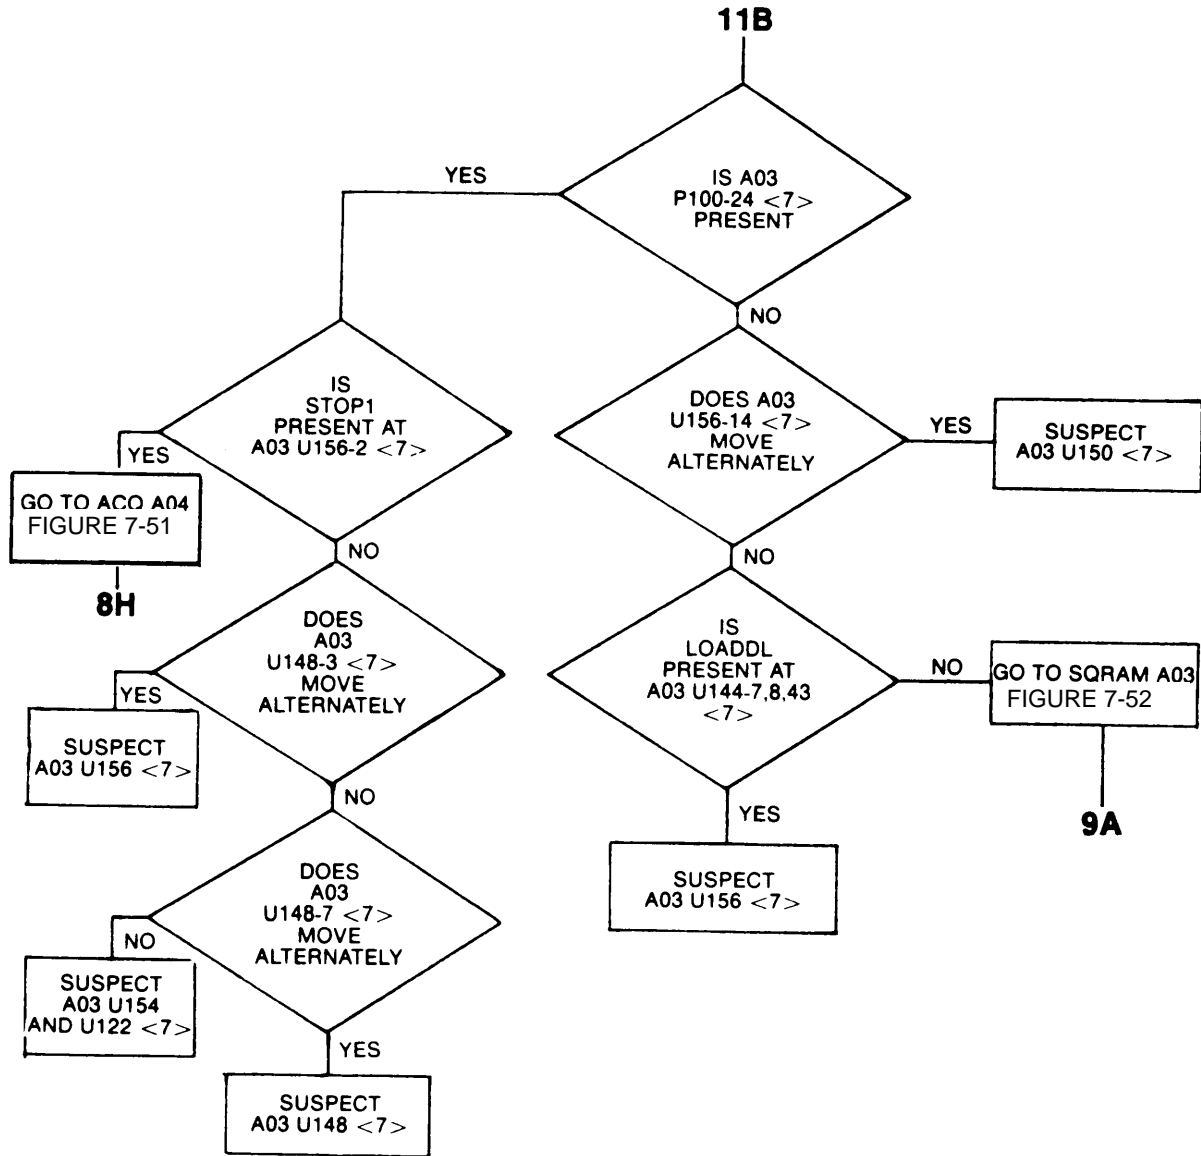 11B
IS A03
P100-24 <7>
PRESENT
YES
NO
IS
STOP1
PRESENT AT
A03 U156-2 <7>
YES
GO TO ACQ A04
FIGURE 7-51
8H
NO
DOES A03
U156-14 <7>
MOVE
ALTERNATELY
YES
SUSPECT
A03 U150 <7>
NO
DOES
A03
U148-3 <7>
MOVE
ALTERNATELY
YES
SUSPECT
A03 U156 <7>
NO
IS
LOADDL
PRESENT AT
A03 U144-7,8,43
<7>
NO
GO TO SQRAM A03
FIGURE 7-52
9A
YES
SUSPECT
A03 U156 <7>
DOES
A03
U148-7 <7>
MOVE
ALTERNATELY
NO
SUSPECT
A03 U154
AND U122 <7>
YES
SUSPECT
A03 U148 <7>